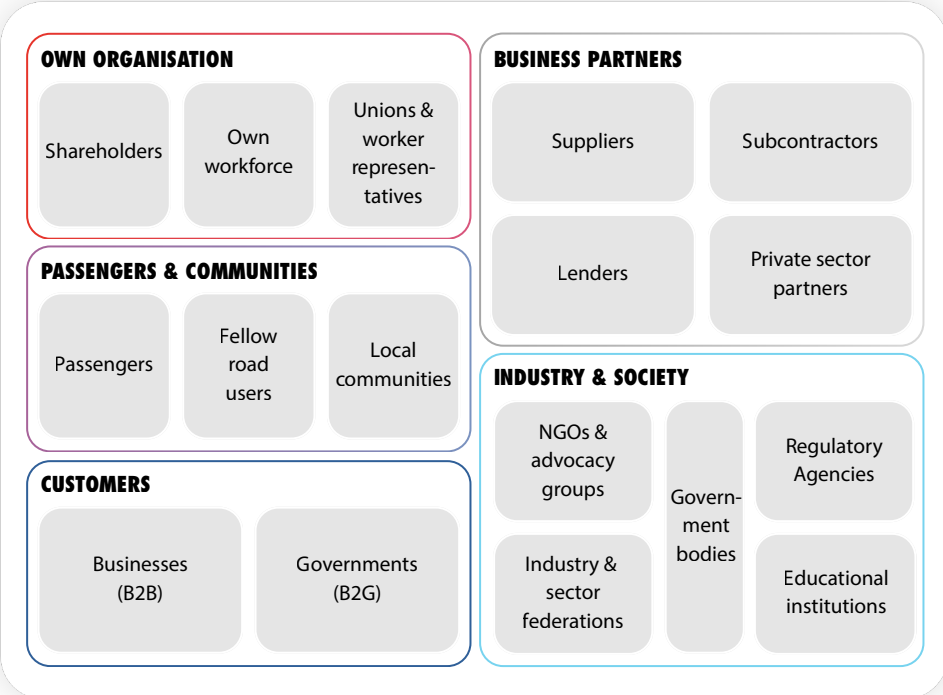 OWN ORGANISATION
Shareholders
Own
workforce
Unions &
worker
represen-
tatives
PASSENGERS & COMMUNITIES
Passengers
Fellow
road
users
Local
communities
CUSTOMERS
Businesses
(B2B)
Governments
(B2G)
BUSINESS PARTNERS
Suppliers
Subcontractors
Lenders
Private sector
partners
INDUSTRY & SOCIETY
NGOs &
advocacy
groups
Industry &
sector
federations
Govern-
ment
bodies
Regulatory
Agencies
Educational
institutions